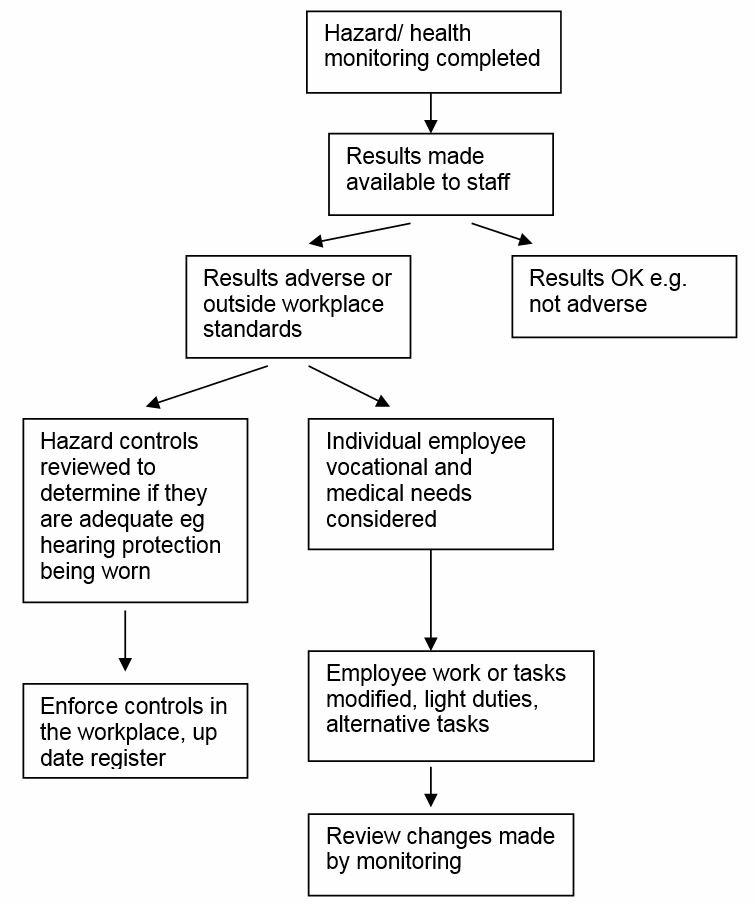 Hazard/ health
monitoring completed
Results made
available to staff
Results adverse or
outside workplace
standards
Results OK e.g.
not adverse
Hazard controls
reviewed to
determine if they
are adequate eg
hearing protection
being worn
Individual employee
vocational and
medical needs
considered
Enforce controls in
the workplace, up
date register
Employee work or tasks
modified, light duties,
alternative tasks
Review changes made
by monitoring